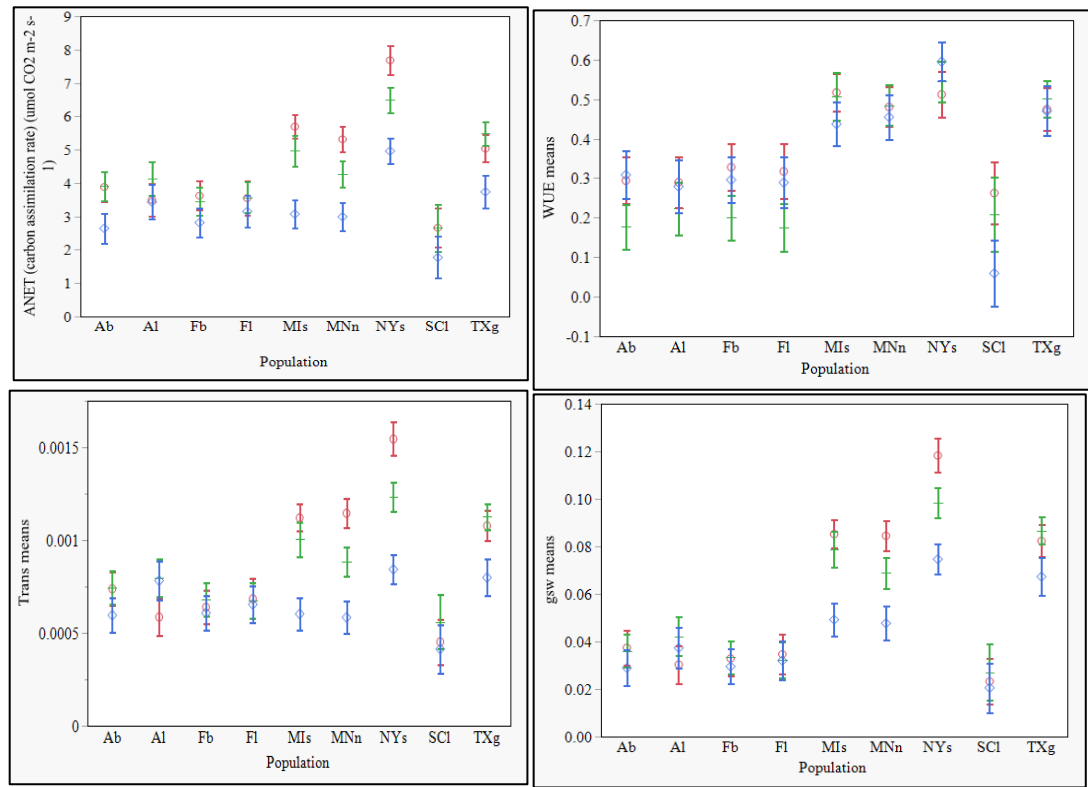 ANET (carbon assimilation rate) (umol CO2 m-2 s-
1)
9
8
7
6
5
4
3
2
1
0
Ab Al Fb Fl MIs MNn NYs SCl TXg
Population
WUE means
0.7
0.6
0.5
0.4
0.3
0.2
0.1
0.0
-0.1
Ab Al Fb Fl MIs MNn NYs SCl TXg
Population
Trans means
0.0015
0.001
0.0005
0
Ab Al Fb Fl MIs MNn NYs SCl TXg
Population
gsw means
0.14
0.12
0.10
0.08
0.06
0.04
0.02
0.00
Ab Al Fb Fl MIs MNn NYs SCl TXg
Population